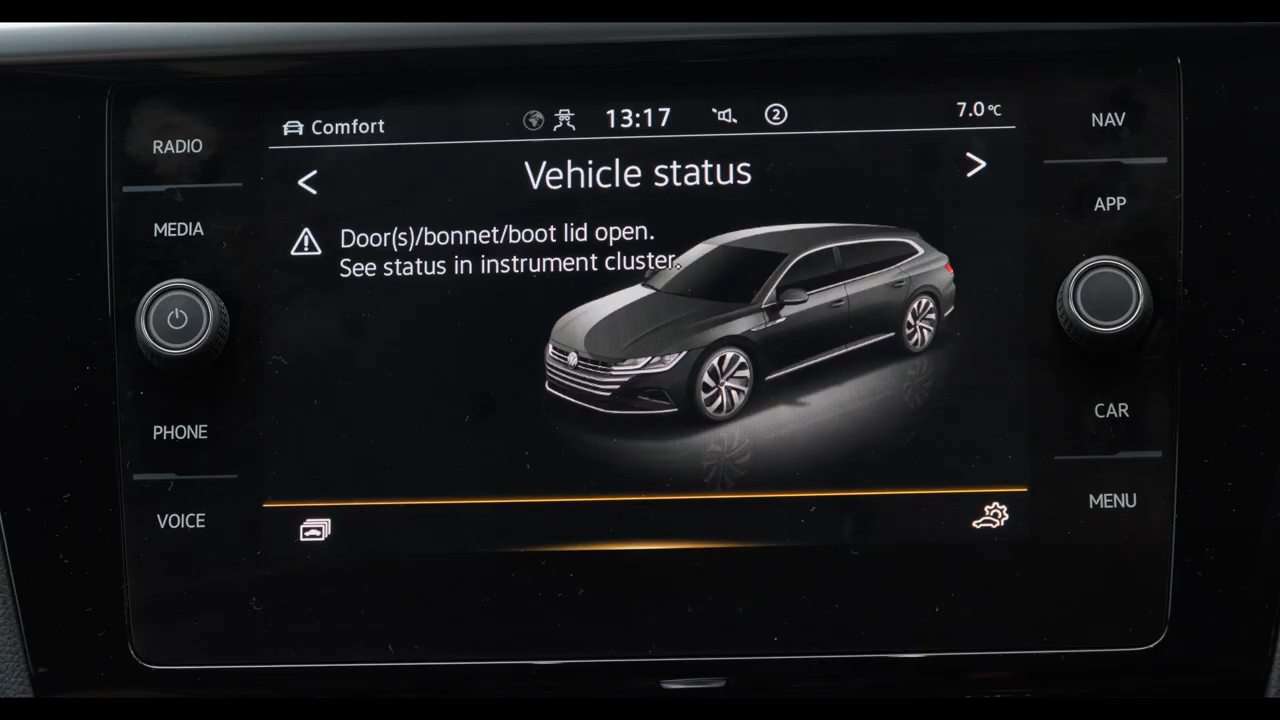 Comfort 13:17 2 7.0°C
Vehicle status
Door(s)/bonnet/boot lid open.
See status in instrument cluster.
RADIO
MEDIA
PHONE
VOICE
NAV
APP
CAR
MENU